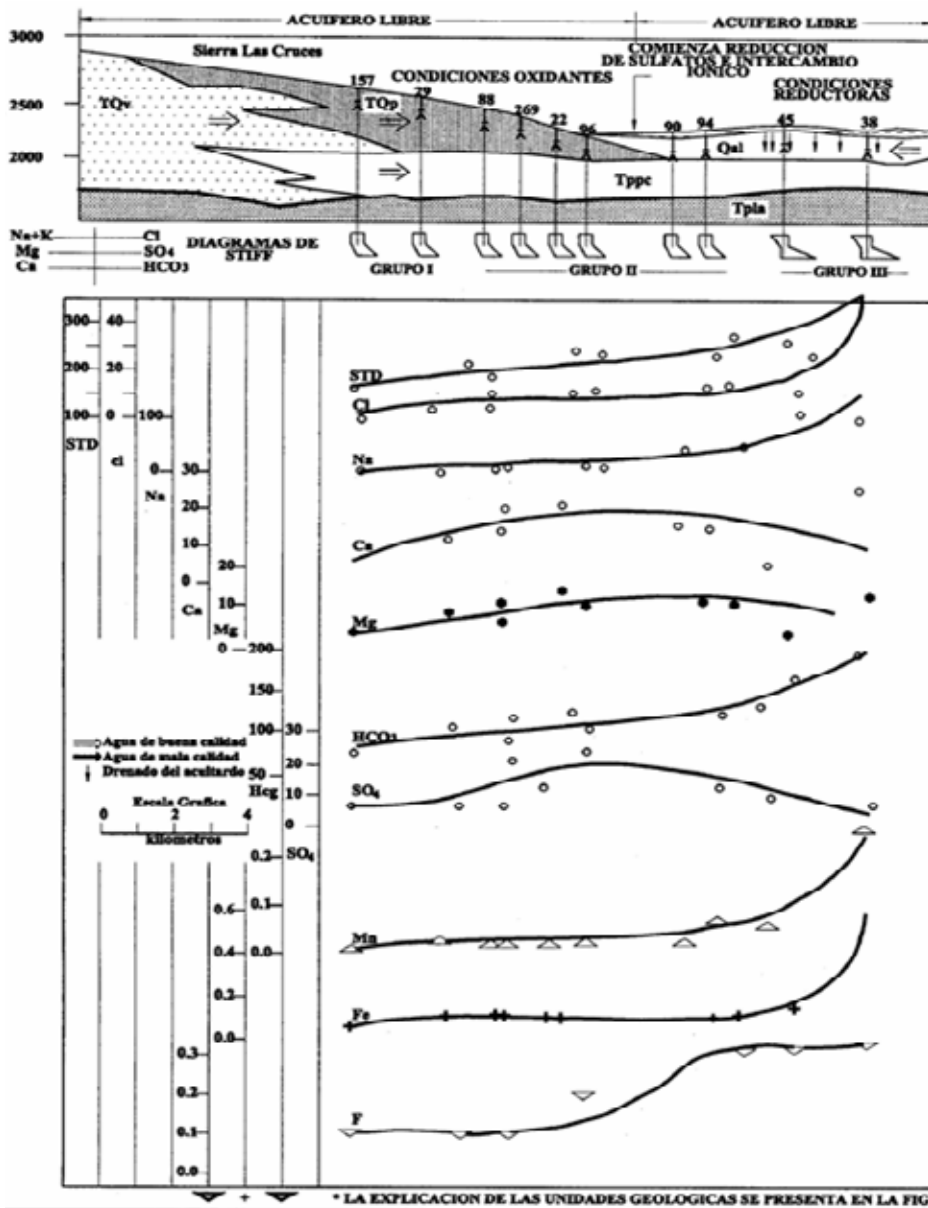 ACUIFERO LIBRE ACUIFERO LIBRE
3000
Sierra Las Cruces
COMIENZA REDUCCION
DE SULFATOS E INTERCAMBIO
IONICO
CONDICIONES OXIDANTES
CONDICIONES
REDUCTORAS
157 29 88 269 22 96 90 94 45 38
TQv TQp
2500
Qal
2000
Tppc
Tpla
Na+K Cl
Mg SO4
Ca HCO3
DIAGRAMAS DE
STIFF
GRUPO I GRUPO II GRUPO III
300 40
200 20
100 0 100
STD cl
0 30
Na
20
10
0
Ca
10
Mg
0 200
150
100 30
20
50
Hcg 10
0
SO4
0.2
0.1
0.0
0.6
0.4
0.2
0.0
0.3
0.2
0.1
0.0
STD
Cl
Na
Ca
Mg
HCO3
SO4
Mn
Fe
F
Agua de buena calidad
Agua de mala calidad
Drenado del acuitardo
Escala Grafica
0 2 4
kilometros
+
* LA EXPLICACION DE LAS UNIDADES GEOLOGICAS SE PRESENTA EN LA FIG